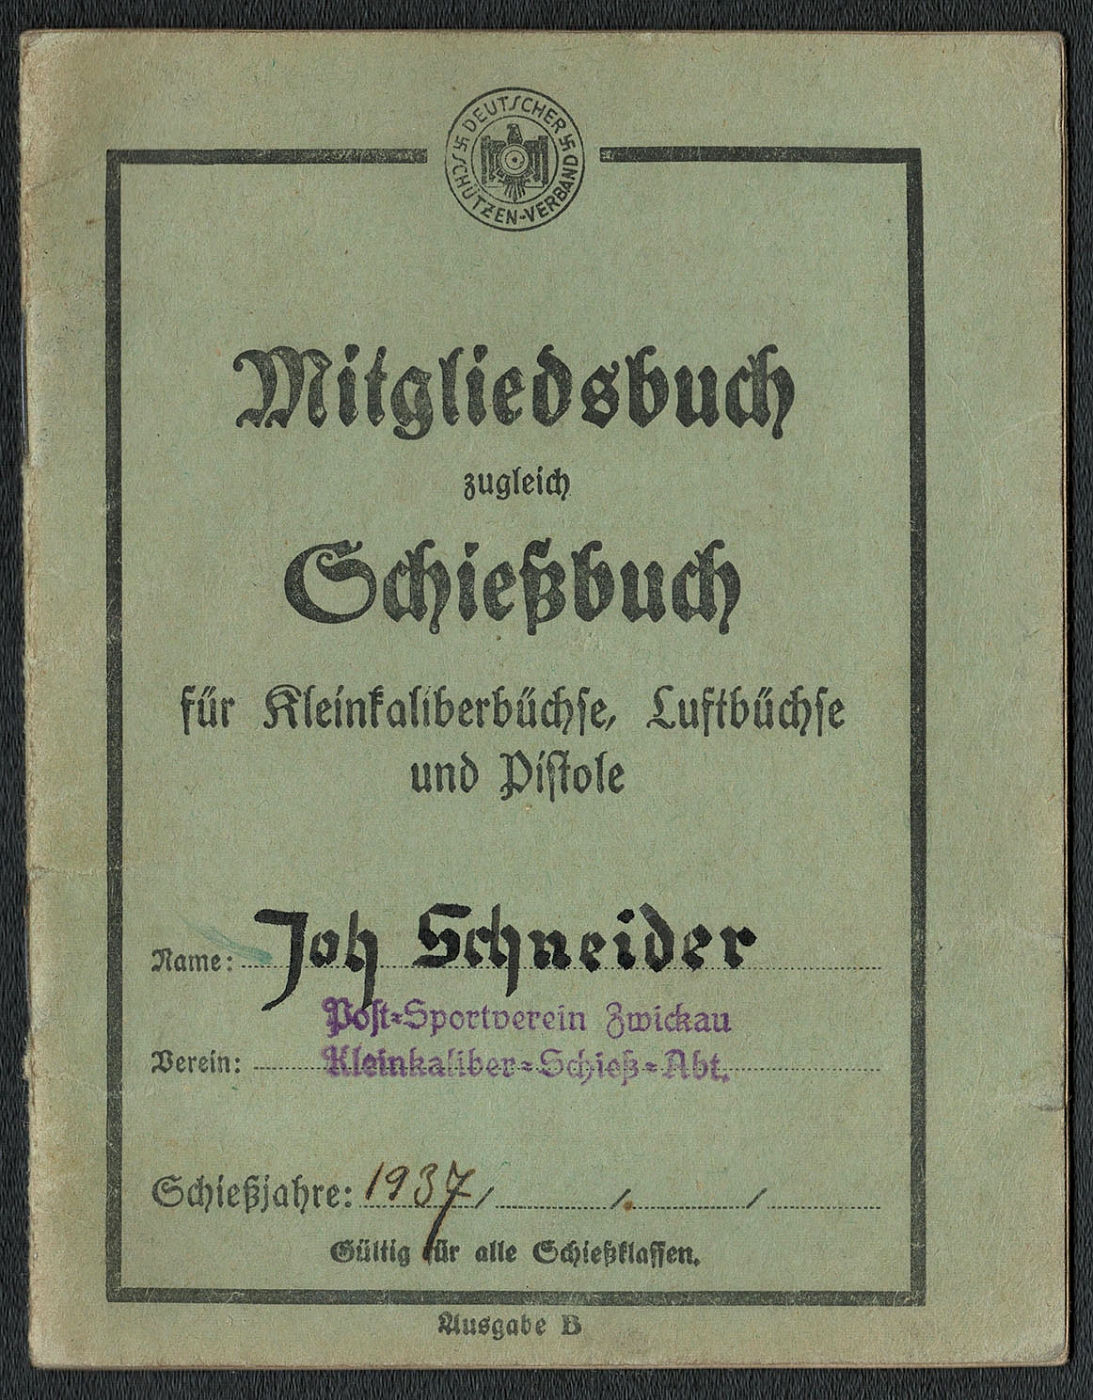 DEUTSCHER
SCHÜTZEN-VERBAND
Mitgliedsbuch
zugleich
Schießbuch
für Kleinkaliberbüchse, Luftbüchse
und Pistole
Name: Joh Schneider
Post-Sportverein Zwickau
Verein: Kleinkaliber-Schieß-Abt.
Schießjahre: 1937/ / /
Gültig für alle Schießklassen.
Ausgabe B